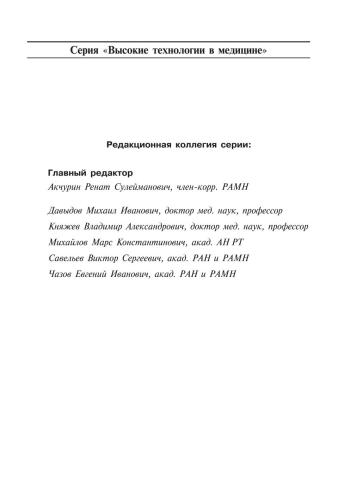 Серия «Высокие технологии в медицине»
Редакционная коллегия серии:
Главный редактор
Акчурин Ренат Сулейманович, член-корр. РАМН
Давыдов Михаил Иванович, доктор мед. наук, профессор
Княжев Владимир Александрович, доктор мед. наук, профессор
Михайлов Марс Константинович, акад. АН РТ
Савельев Виктор Сергеевич, акад. РАН и РАМН
Чазов Евгений Иванович, акад. РАН и РАМН